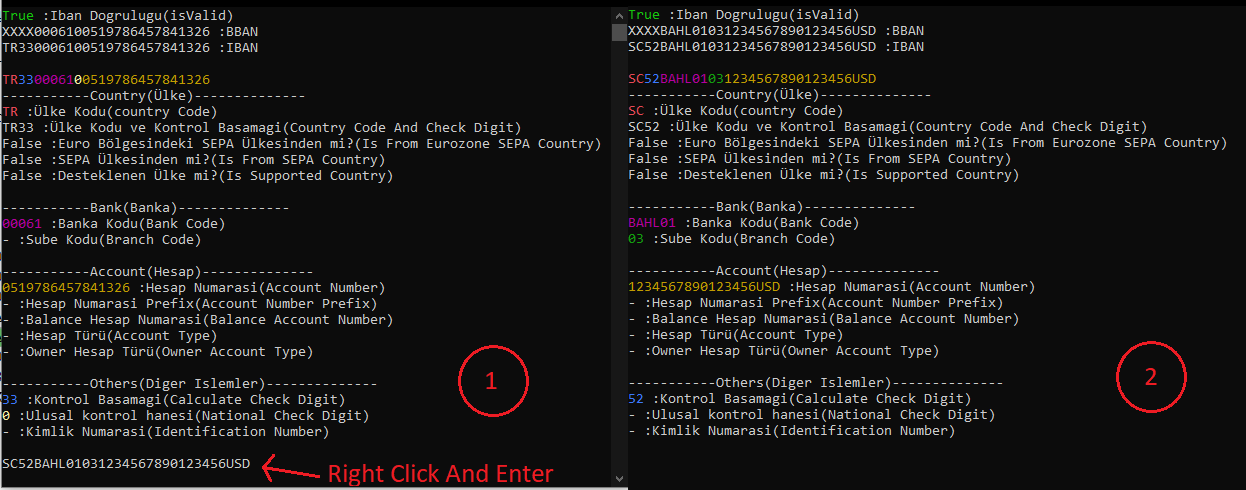 True :Iban Dogrulugu(isValid)
XXXX0006100519786457841326 :BBAN
TR330006100519786457841326 :IBAN
TR330006100519786457841326
-----------Country(Ülke)--------------
TR :Ülke Kodu(country Code)
TR33 :Ülke Kodu ve Kontrol Basamagi(Country Code And Check Digit)
False :Euro Bölgesindeki SEPA Ülkesinden mi?(Is From Eurozone SEPA Country)
False :SEPA Ülkesinden mi?(Is From SEPA Country)
False :Desteklenen Ülke mi?(Is Supported Country)
-----------Bank(Banka)--------------
00061 :Banka Kodu(Bank Code)
- :Sube Kodu(Branch Code)
-----------Account(Hesap)--------------
0519786457841326 :Hesap Numarasi(Account Number)
- :Hesap Numarasi Prefix(Account Number Prefix)
- :Balance Hesap Numarasi(Balance Account Number)
- :Hesap Türü(Account Type)
- :Owner Hesap Türü(Owner Account Type)
-----------Others(Diger Islemler)--------------
33 :Kontrol Basamagi(Calculate Check Digit)
0 :Ulusal kontrol hanesi(National Check Digit)
- :Kimlik Numarasi(Identification Number)
SC52BAHL01031234567890123456USD
Right Click And Enter
1
True :Iban Dogrulugu(isValid)
XXXXBAHL01031234567890123456USD :BBAN
SC52BAHL01031234567890123456USD :IBAN
SC52BAHL01031234567890123456USD
-----------Country(Ülke)--------------
SC :Ülke Kodu(country Code)
SC52 :Ülke Kodu ve Kontrol Basamagi(Country Code And Check Digit)
False :Euro Bölgesindeki SEPA Ülkesinden mi?(Is From Eurozone SEPA Country)
False :SEPA Ülkesinden mi?(Is From SEPA Country)
False :Desteklenen Ülke mi?(Is Supported Country)
-----------Bank(Banka)--------------
BAHL01 :Banka Kodu(Bank Code)
03 :Sube Kodu(Branch Code)
-----------Account(Hesap)--------------
1234567890123456USD :Hesap Numarasi(Account Number)
- :Hesap Numarasi Prefix(Account Number Prefix)
- :Balance Hesap Numarasi(Balance Account Number)
- :Hesap Türü(Account Type)
- :Owner Hesap Türü(Owner Account Type)
-----------Others(Diger Islemler)--------------
52 :Kontrol Basamagi(Calculate Check Digit)
- :Ulusal kontrol hanesi(National Check Digit)
- :Kimlik Numarasi(Identification Number)
2